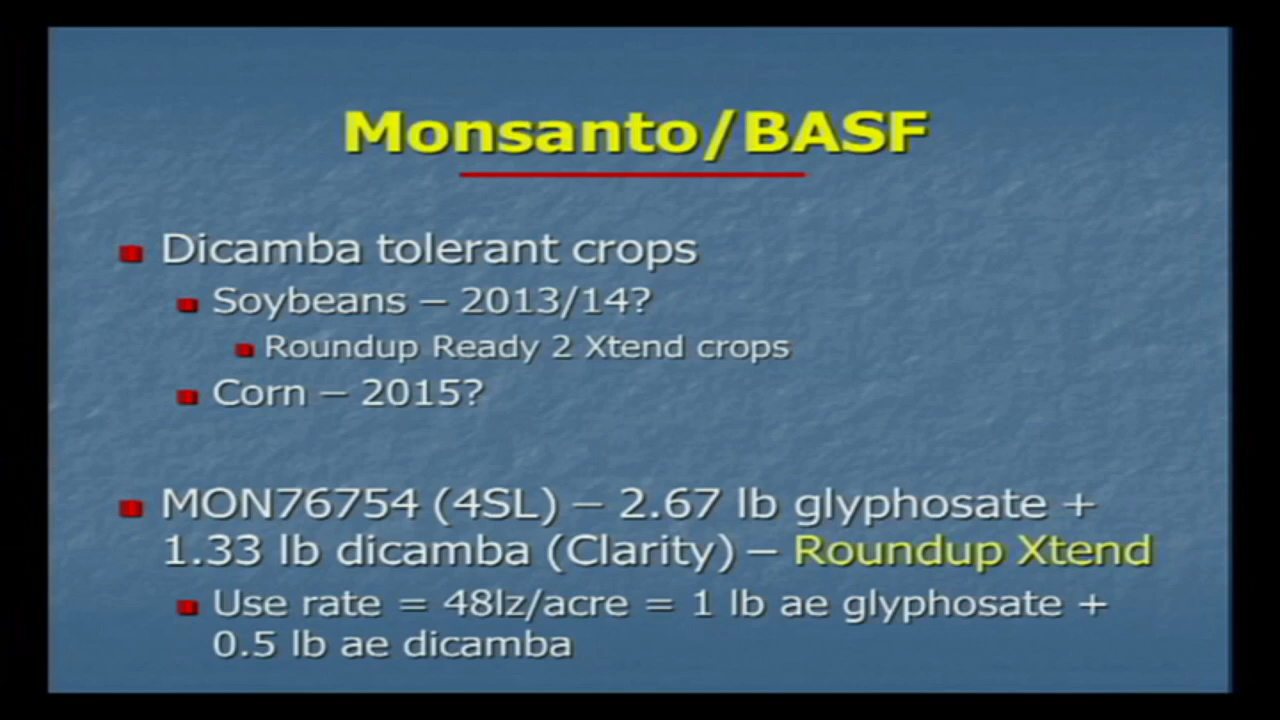 Monsanto/BASF
Dicamba tolerant crops
Soybeans – 2013/14?
Roundup Ready 2 Xtend crops
Corn – 2015?
MON76754 (4SL) – 2.67 lb glyphosate +
1.33 lb dicamba (Clarity) – Roundup Xtend
Use rate = 48lz/acre = 1 lb ae glyphosate +
0.5 lb ae dicamba